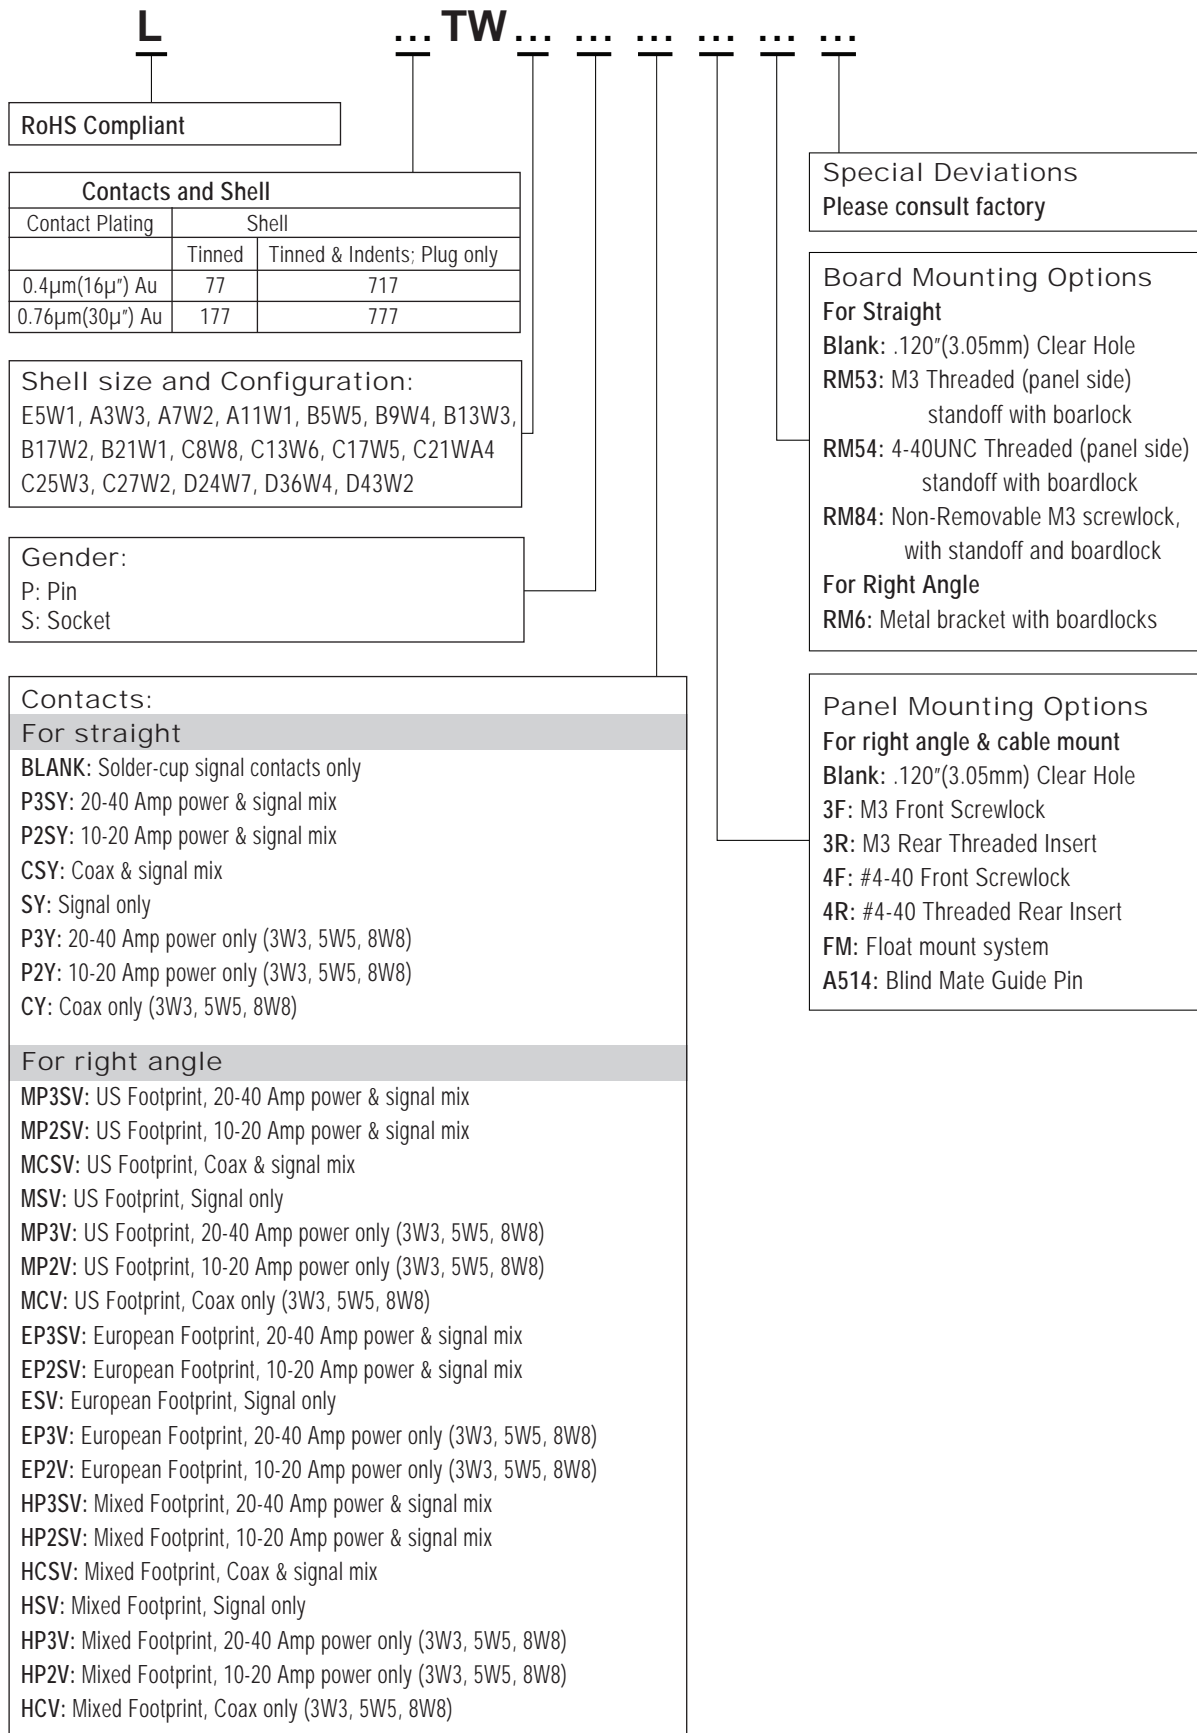 L ... TW ... ... ... ... ... ...
RoHS Compliant
Contacts and Shell
Contact Plating Shell
Tinned Tinned & Indents; Plug only
0.4µm(16µ″) Au 77 717
0.76µm(30µ″) Au 177 777
Shell size and Configuration:
E5W1, A3W3, A7W2, A11W1, B5W5, B9W4, B13W3,
B17W2, B21W1, C8W8, C13W6, C17W5, C21WA4
C25W3, C27W2, D24W7, D36W4, D43W2
Gender:
P: Pin
S: Socket
Contacts:
For straight
BLANK: Solder-cup signal contacts only
P3SY: 20-40 Amp power & signal mix
P2SY: 10-20 Amp power & signal mix
CSY: Coax & signal mix
SY: Signal only
P3Y: 20-40 Amp power only (3W3, 5W5, 8W8)
P2Y: 10-20 Amp power only (3W3, 5W5, 8W8)
CY: Coax only (3W3, 5W5, 8W8)
For right angle
MP3SV: US Footprint, 20-40 Amp power & signal mix
MP2SV: US Footprint, 10-20 Amp power & signal mix
MCSV: US Footprint, Coax & signal mix
MSV: US Footprint, Signal only
MP3V: US Footprint, 20-40 Amp power only (3W3, 5W5, 8W8)
MP2V: US Footprint, 10-20 Amp power only (3W3, 5W5, 8W8)
MCV: US Footprint, Coax only (3W3, 5W5, 8W8)
EP3SV: European Footprint, 20-40 Amp power & signal mix
EP2SV: European Footprint, 10-20 Amp power & signal mix
ESV: European Footprint, Signal only
EP3V: European Footprint, 20-40 Amp power only (3W3, 5W5, 8W8)
EP2V: European Footprint, 10-20 Amp power only (3W3, 5W5, 8W8)
HP3SV: Mixed Footprint, 20-40 Amp power & signal mix
HP2SV: Mixed Footprint, 10-20 Amp power & signal mix
HCSV: Mixed Footprint, Coax & signal mix
HSV: Mixed Footprint, Signal only
HP3V: Mixed Footprint, 20-40 Amp power only (3W3, 5W5, 8W8)
HP2V: Mixed Footprint, 10-20 Amp power only (3W3, 5W5, 8W8)
HCV: Mixed Footprint, Coax only (3W3, 5W5, 8W8)
Special Deviations
Please consult factory
Board Mounting Options
For Straight
Blank: .120″(3.05mm) Clear Hole
RM53: M3 Threaded (panel side)
standoff with boarlock
RM54: 4-40UNC Threaded (panel side)
standoff with boardlock
RM84: Non-Removable M3 screwlock,
with standoff and boardlock
For Right Angle
RM6: Metal bracket with boardlocks
Panel Mounting Options
For right angle & cable mount
Blank: .120″(3.05mm) Clear Hole
3F: M3 Front Screwlock
3R: M3 Rear Threaded Insert
4F: #4-40 Front Screwlock
4R: #4-40 Threaded Rear Insert
FM: Float mount system
A514: Blind Mate Guide Pin